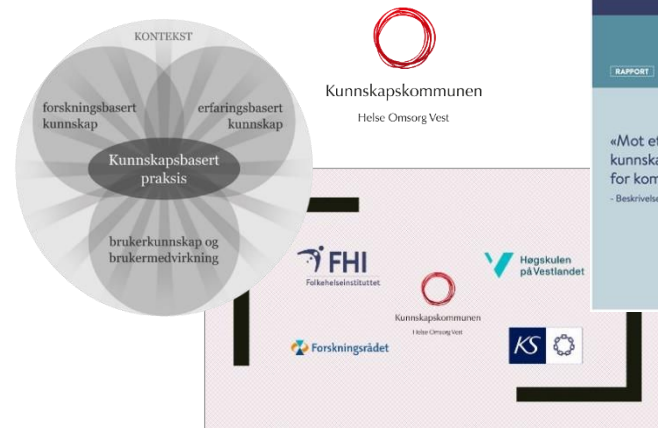 KONTEKST
forskningsbasert
kunnskap
erfaringsbasert
kunnskap
Kunnskapsbasert
praksis
brukerkunnskap og
brukermedvirkning
Kunnskapskommunen
Helse Omsorg Vest
RAPPORT
«Mot et
kunnska
for kom
- Beskrivelse
FHI
Folkehelseinstituttet
Høgskulen
på Vestlandet
Kunnskapskommunen
Helse Omsorg Vest
Forskningsrådet
KS